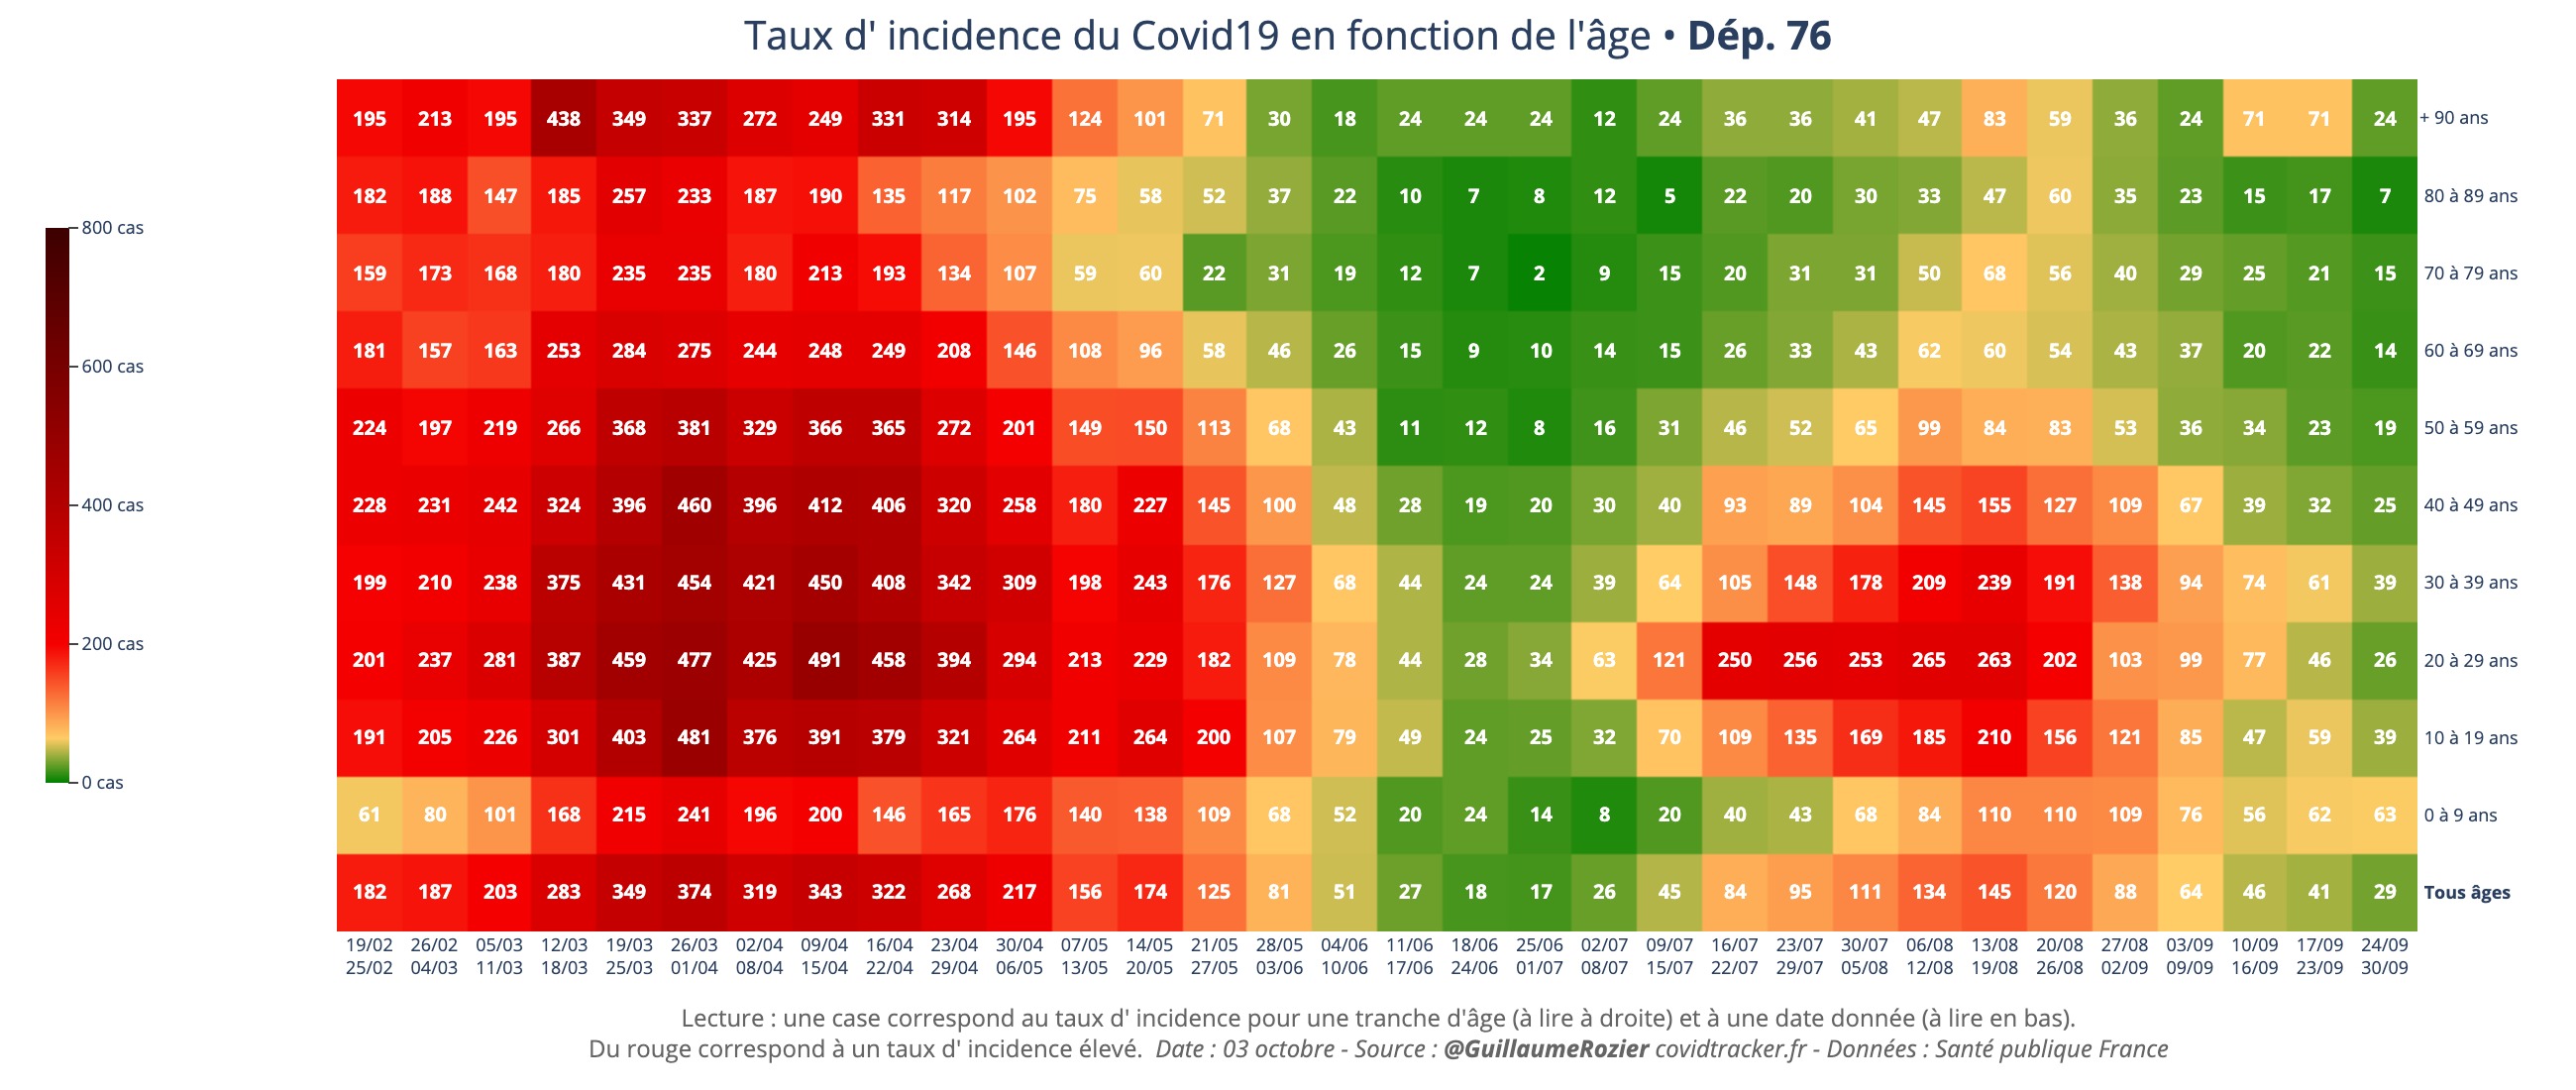 Taux d' incidence du Covid19 en fonction de l'âge • Dép. 76
800 cas
600 cas
400 cas
200 cas
0 cas
195 213 195 438 349 337 272 249 331 314 195 124 101 71 30 18 24 24 24 12 24 36 36 41 47 83 59 36 24 71 71 24 + 90 ans
182 188 147 185 257 233 187 190 135 117 102 75 58 52 37 22 10 7 8 12 5 22 20 30 33 47 60 35 23 15 17 7 80 à 89 ans
159 173 168 180 235 235 180 213 193 134 107 59 60 22 31 19 12 7 2 9 15 20 31 31 50 68 56 40 29 25 21 15 70 à 79 ans
181 157 163 253 284 275 244 248 249 208 146 108 96 58 46 26 15 9 10 14 15 26 33 43 62 60 54 43 37 20 22 14 60 à 69 ans
224 197 219 266 368 381 329 366 365 272 201 149 150 113 68 43 11 12 8 16 31 46 52 65 99 84 83 53 36 34 23 19 50 à 59 ans
228 231 242 324 396 460 396 412 406 320 258 180 227 145 100 48 28 19 20 30 40 93 89 104 145 155 127 109 67 39 32 25 40 à 49 ans
199 210 238 375 431 454 421 450 408 342 309 198 243 176 127 68 44 24 24 39 64 105 148 178 209 239 191 138 94 74 61 39 30 à 39 ans
201 237 281 387 459 477 425 491 458 394 294 213 229 182 109 78 44 28 34 63 121 250 256 253 265 263 202 103 99 77 46 26 20 à 29 ans
191 205 226 301 403 481 376 391 379 321 264 211 264 200 107 79 49 24 25 32 70 109 135 169 185 210 156 121 85 47 59 39 10 à 19 ans
61 80 101 168 215 241 196 200 146 165 176 140 138 109 68 52 20 24 14 8 20 40 43 68 84 110 110 109 76 56 62 63 0 à 9 ans
182 187 203 283 349 374 319 343 322 268 217 156 174 125 81 51 27 18 17 26 45 84 95 111 134 145 120 88 64 46 41 29 Tous âges
19/02 26/02 05/03 12/03 19/03 26/03 02/04 09/04 16/04 23/04 30/04 07/05 14/05 21/05 28/05 04/06 11/06 18/06 25/06 02/07 09/07 16/07 23/07 30/07 06/08 13/08 20/08 27/08 03/09 10/09 17/09 24/09
25/02 04/03 11/03 18/03 25/03 01/04 08/04 15/04 22/04 29/04 06/05 13/05 20/05 27/05 03/06 10/06 17/06 24/06 01/07 08/07 15/07 22/07 29/07 05/08 12/08 19/08 26/08 02/09 09/09 16/09 23/09 30/09
Lecture : une case correspond au taux d' incidence pour une tranche d'âge (à lire à droite) et à une date donnée (à lire en bas).
Du rouge correspond à un taux d' incidence élevé. Date : 03 octobre - Source : @GuillaumeRozier covidtracker.fr - Données : Santé publique France